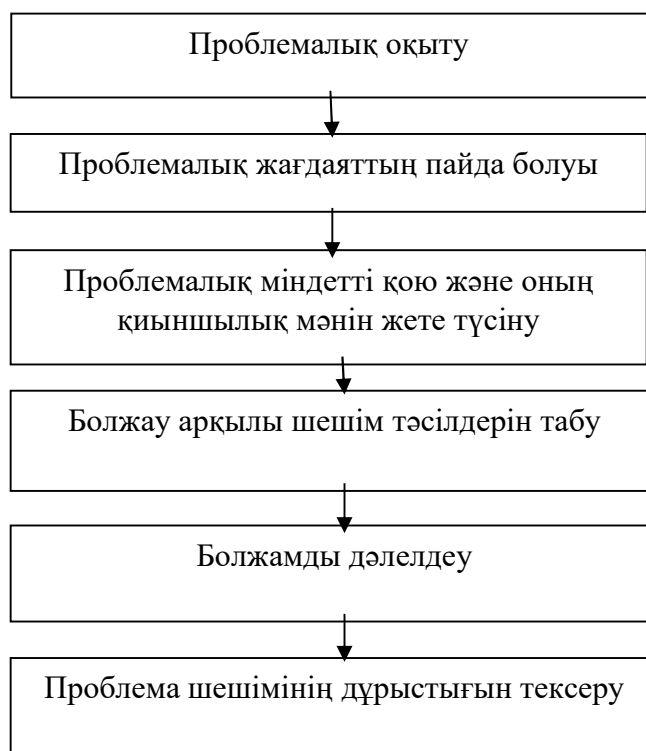 Проблемалық оқыту
Проблемалық жағдаяттың пайда болуы
Проблемалық міндетті қою және оның
қиыншылық мәнін жете түсіну
Болжау арқылы шешім тәсілдерін табу
Болжамды дәлелдеу
Проблема шешімінің дұрыстығын тексеру